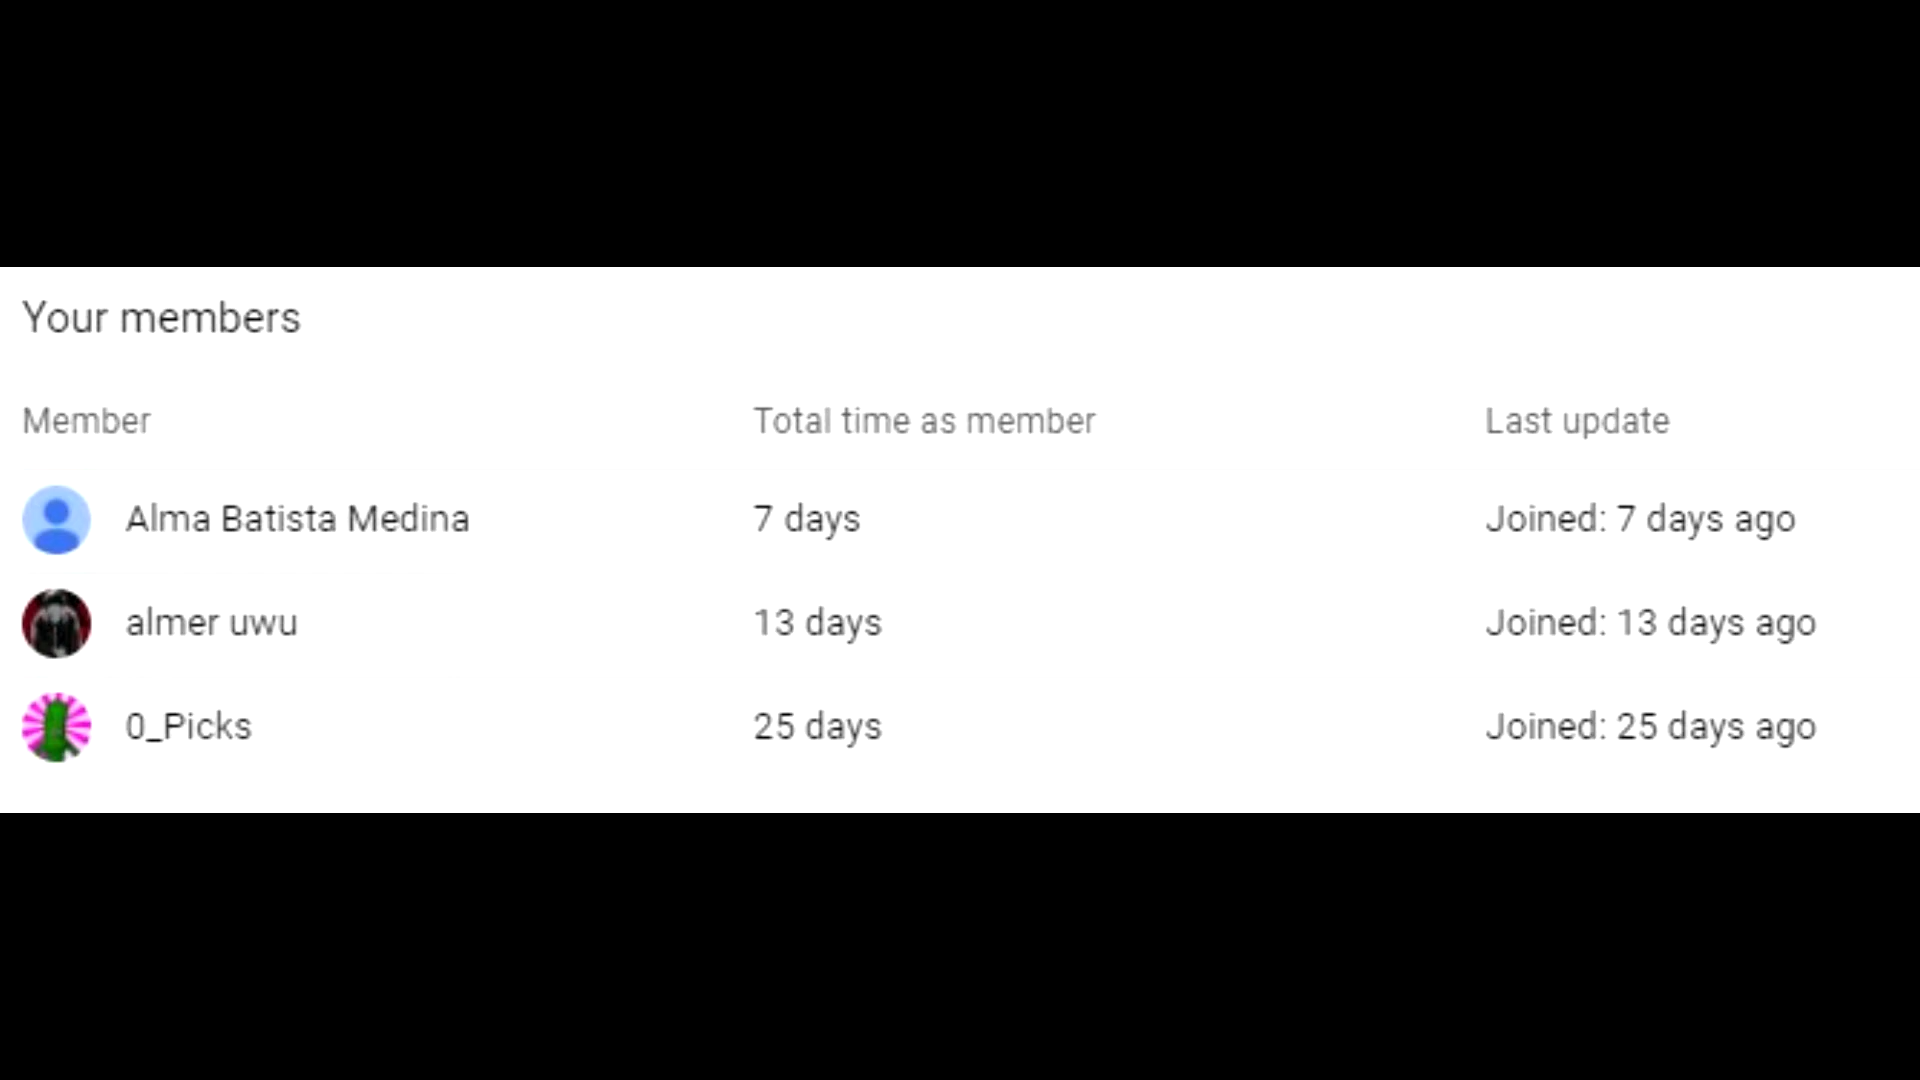 Your members
Member Total time as member Last update
Alma Batista Medina 7 days Joined: 7 days ago
almer uwu 13 days Joined: 13 days ago
0_Picks 25 days Joined: 25 days ago